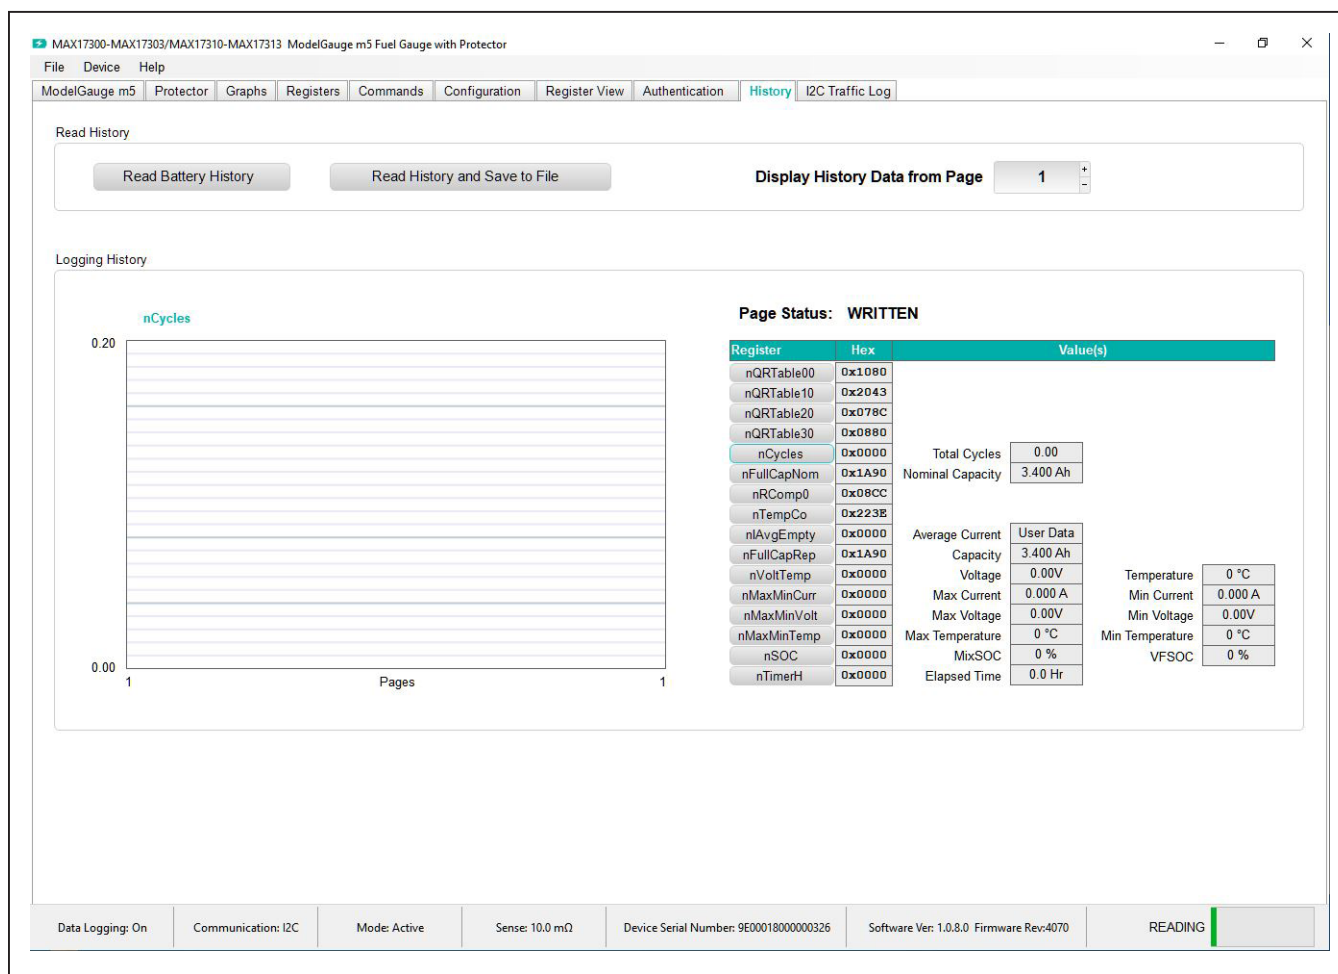 MAX17300-MAX17303/MAX17310-MAX17313 ModelGauge m5 Fuel Gauge with Protector
File Device Help
ModelGauge m5 Protector Graphs Registers Commands Configuration Register View Authentication History I2C Traffic Log
Read History
Read Battery History Read History and Save to File Display History Data from Page 1 + -
Logging History
nCycles
Page Status: WRITTEN
0.20
0.00
1 Pages 1
Register Hex Value(s)
nQRTable00 0x1080
nQRTable10 0x2043
nQRTable20 0x078C
nQRTable30 0x0880
nCycles 0x0000 Total Cycles 0.00
nFullCapNom 0x1A90 Nominal Capacity 3.400 Ah
nRComp0 0x08CC
nTempCo 0x223E
nIAvgEmpty 0x0000 Average Current User Data
nFullCapRep 0x1A90 Capacity 3.400 Ah
nVoltTemp 0x0000 Voltage 0.00V Temperature 0 °C
nMaxMinCurr 0x0000 Max Current 0.000 A Min Current 0.000 A
nMaxMinVolt 0x0000 Max Voltage 0.00V Min Voltage 0.00V
nMaxMinTemp 0x0000 Max Temperature 0 °C Min Temperature 0 °C
nSOC 0x0000 MixSOC 0 % VFSOC 0 %
nTimerH 0x0000 Elapsed Time 0.0 Hr
Data Logging: On Communication: I2C Mode: Active Sense: 10.0 mΩ Device Serial Number: 9E00018000000326 Software Ver: 1.0.8.0 Firmware Rev:4070 READING